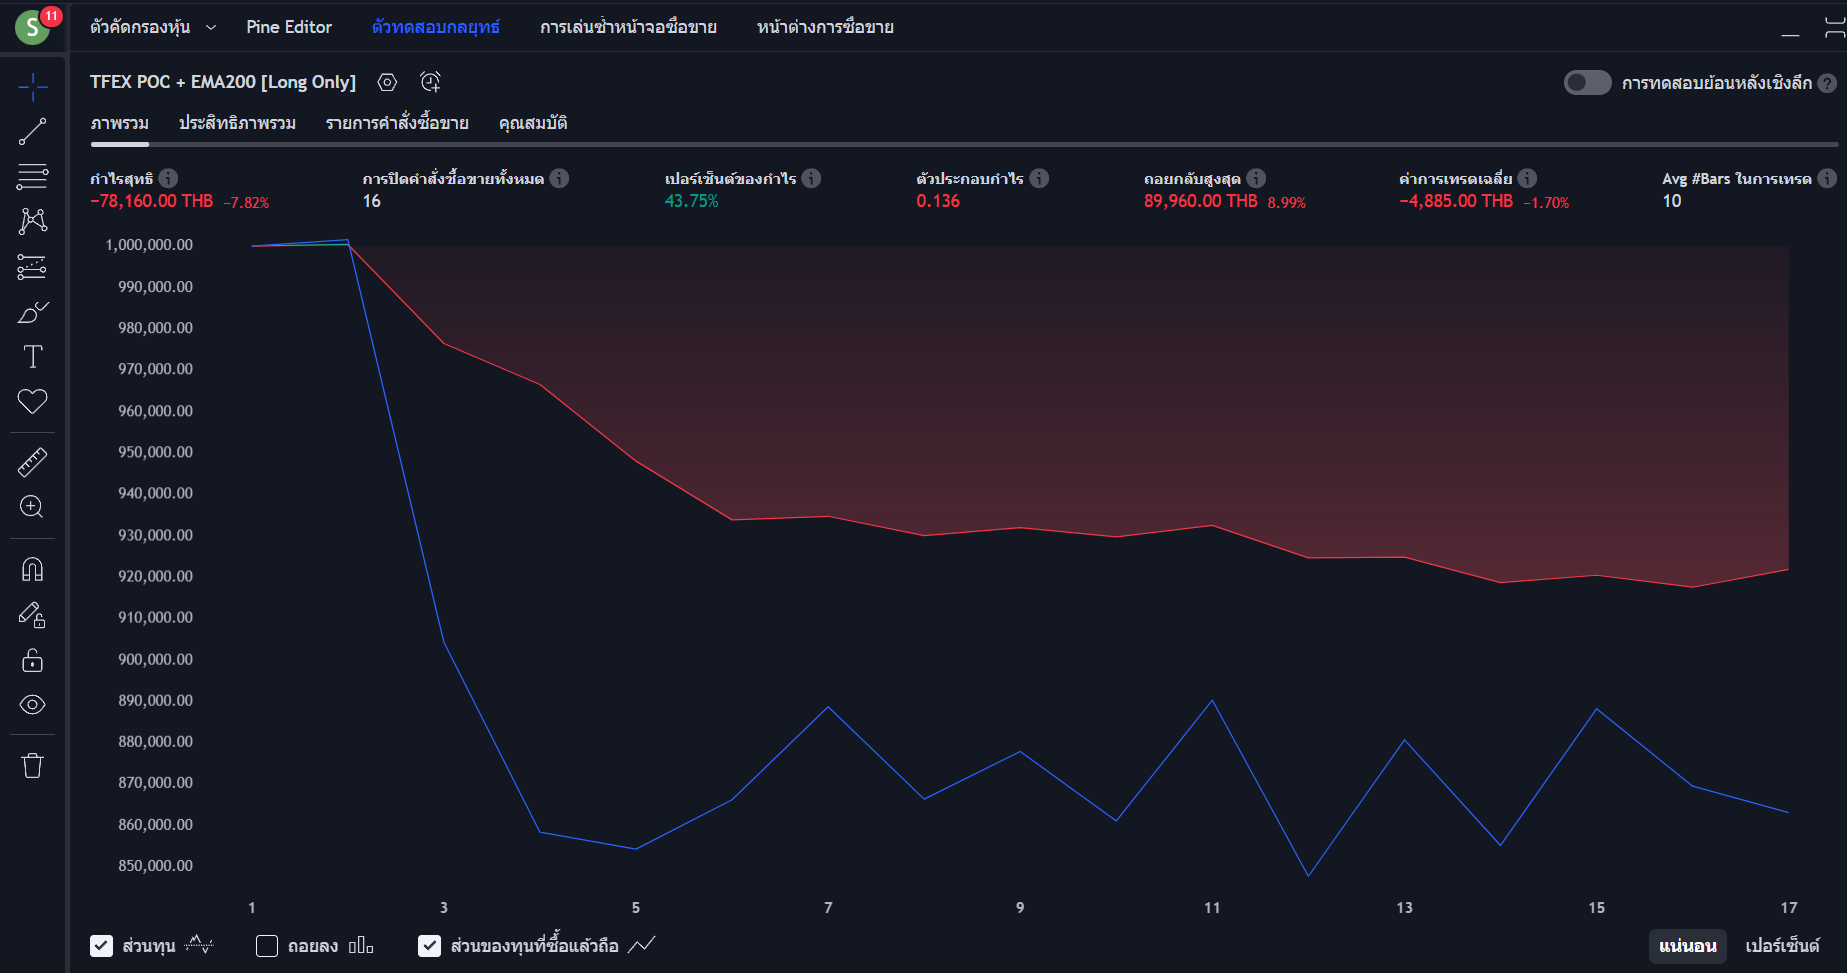 S 11
ตัวคัดกรองหุ้น Pine Editor ตัวทดสอบกลยุทธ์ การเล่นซ้ำหน้าจอซื้อขาย หน้าต่างการซื้อขาย
TFEX POC + EMA200 [Long Only] การทดสอบย้อนหลังเชิงลึก ?
ภาพรวม ประสิทธิภาพรวม รายการคำสั่งซื้อขาย คุณสมบัติ
กำไรสุทธิ การปิดคำสั่งซื้อขายทั้งหมด เปอร์เซ็นต์ของกำไร ตัวประกอบกำไร ถอยกลับสูงสุด ค่าการเทรดเฉลี่ย Avg #Bars ในการเทรด
−78,160.00 THB −7.82% 16 43.75% 0.136 89,960.00 THB 8.99% −4,885.00 THB −1.70% 10
1,000,000.00
990,000.00
980,000.00
970,000.00
960,000.00
950,000.00
940,000.00
930,000.00
920,000.00
910,000.00
900,000.00
890,000.00
880,000.00
870,000.00
860,000.00
850,000.00
1 3 5 7 9 11 13 15 17
ส่วนทุน ถอยลง ส่วนของทุนที่ซื้อแล้วถือ แน่นอน เปอร์เซ็นต์